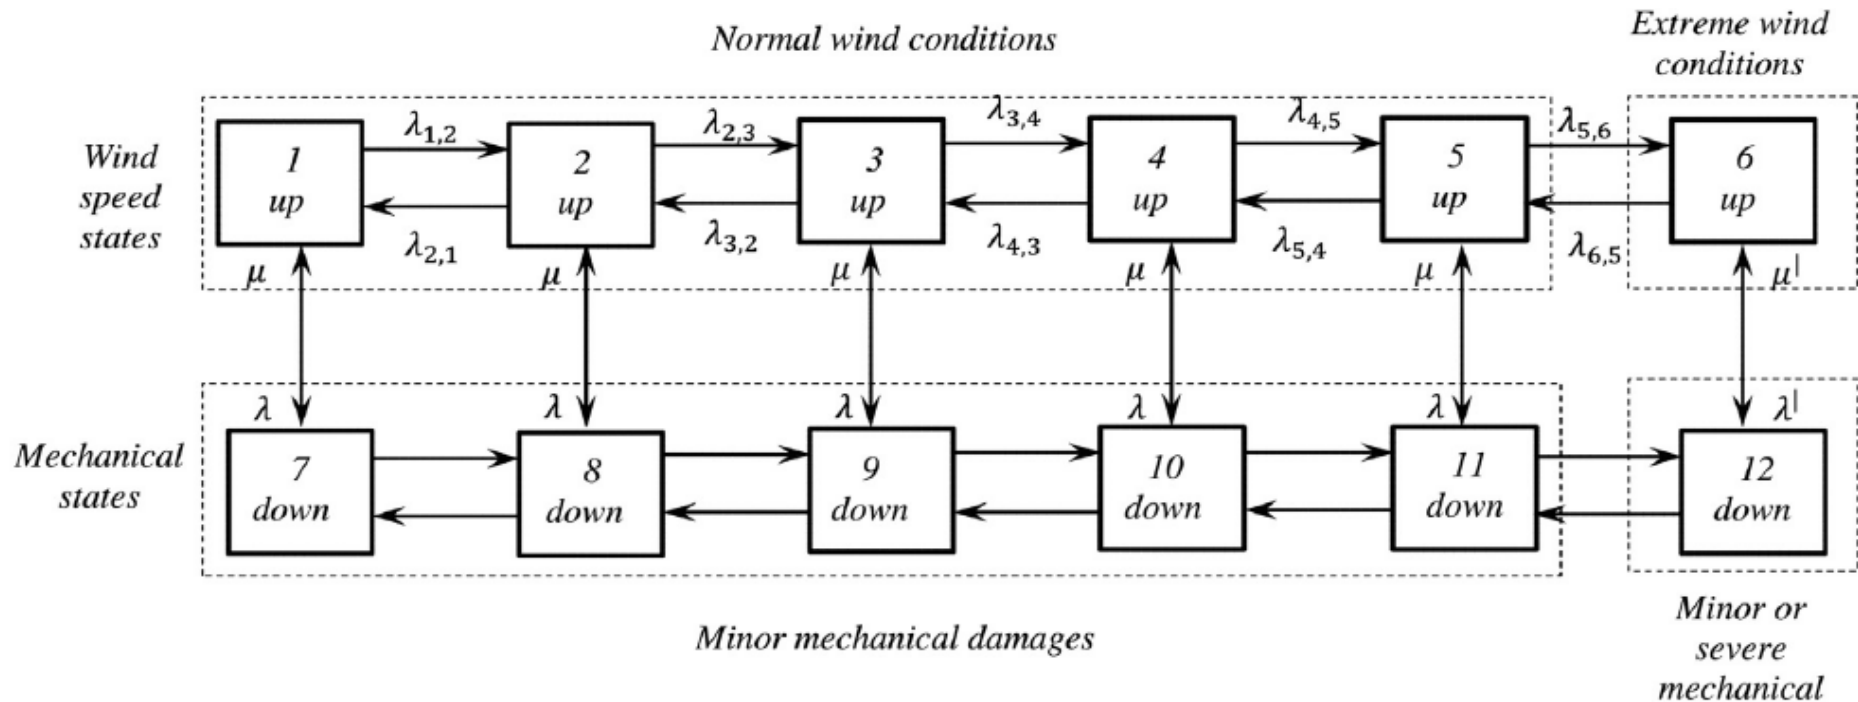 Normal wind conditions
Extreme wind
conditions
Wind
speed
states
λ1,2
λ2,3
λ3,4
λ4,5
λ5,6
1
up
2
up
3
up
4
up
5
up
6
up
λ2,1
λ3,2
λ4,3
λ5,4
λ6,5
μ
μ
μ
μ
μ
μ|
λ
λ
λ
λ
λ
λ|
Mechanical
states
7
down
8
down
9
down
10
down
11
down
12
down
Minor mechanical damages
Minor or
severe
mechanical